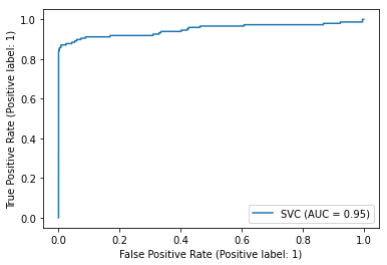 1.0
0.8
0.6
0.4
0.2
0.0
True Positive Rate (Positive label: 1)
SVC (AUC = 0.95)
0.0 0.2 0.4 0.6 0.8 1.0
False Positive Rate (Positive label: 1)